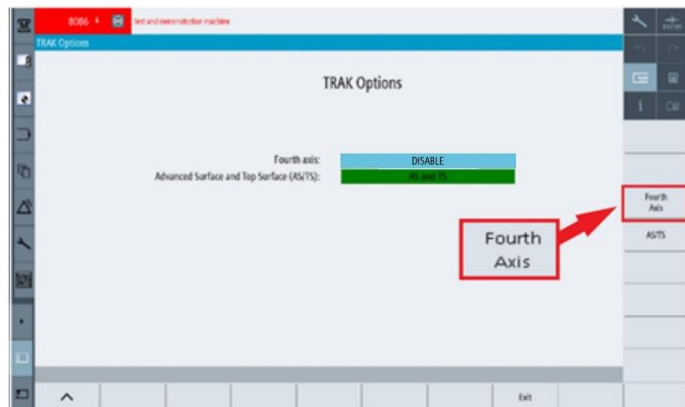 8086
Test and demonstration machine
TRAK Options
TRAK Options
Fourth axis:
DISABLE
Advanced Surface and Top Surface (AS/TS):
AS and TS
Fourth
Axis
AS/TS
Fourth
Axis
Exit